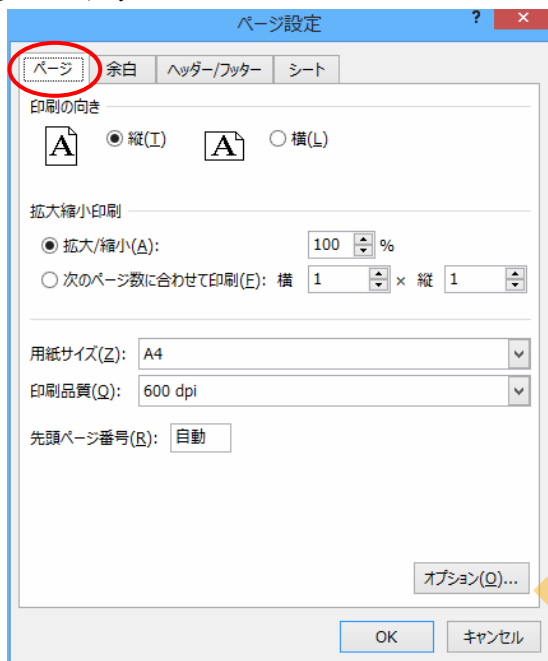 ページ設定
? ×
ページ 余白 ヘッダー/フッター シート
印刷の向き
A 縦(T) A 横(L)
拡大縮小印刷
拡大/縮小(A): 100 %
次のページ数に合わせて印刷(F): 横 1 × 縦 1
用紙サイズ(Z): A4
印刷品質(Q): 600 dpi
先頭ページ番号(R): 自動
オプション(O)...
OK キャンセル